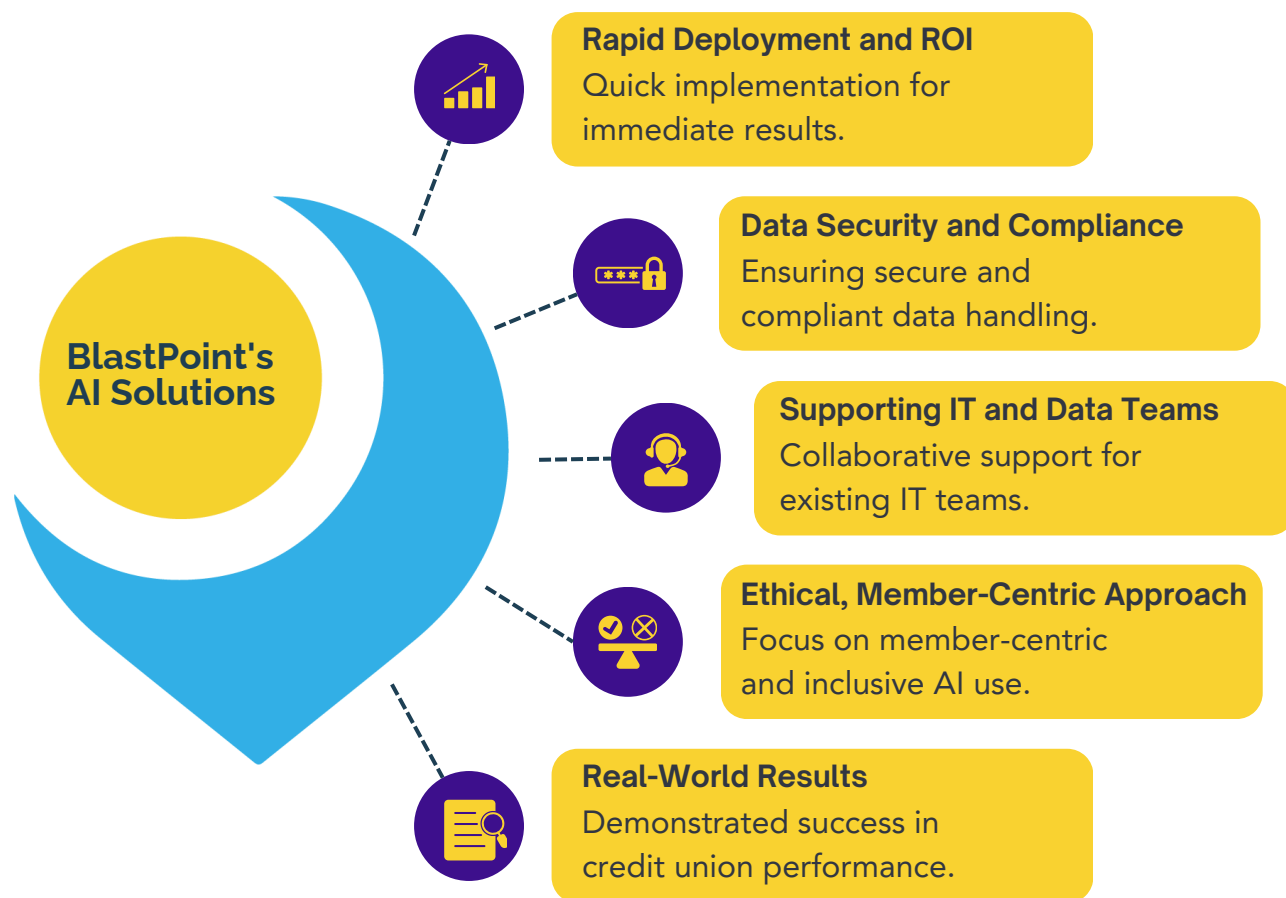 Rapid Deployment and ROI
Quick implementation for
immediate results.
Data Security and Compliance
Ensuring secure and
compliant data handling.
BlastPoint's
AI Solutions
Supporting IT and Data Teams
Collaborative support for
existing IT teams.
Ethical, Member-Centric Approach
Focus on member-centric
and inclusive AI use.
Real-World Results
Demonstrated success in
credit union performance.